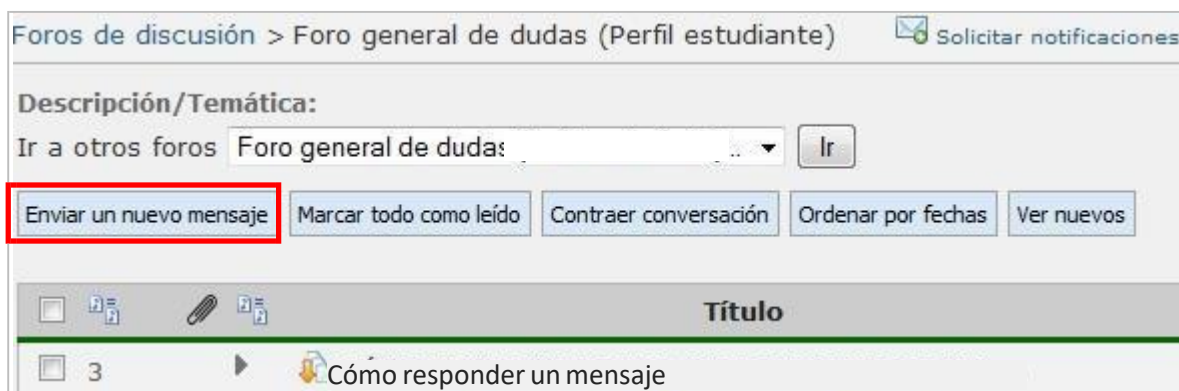 Foros de discusión > Foro general de dudas (Perfil estudiante) Solicitar notificaciones
Descripción/Temática:
Ir a otros foros Foro general de dudas .. Ir
Enviar un nuevo mensaje Marcar todo como leído Contraer conversación Ordenar por fechas Ver nuevos
Título
3 Cómo responder un mensaje